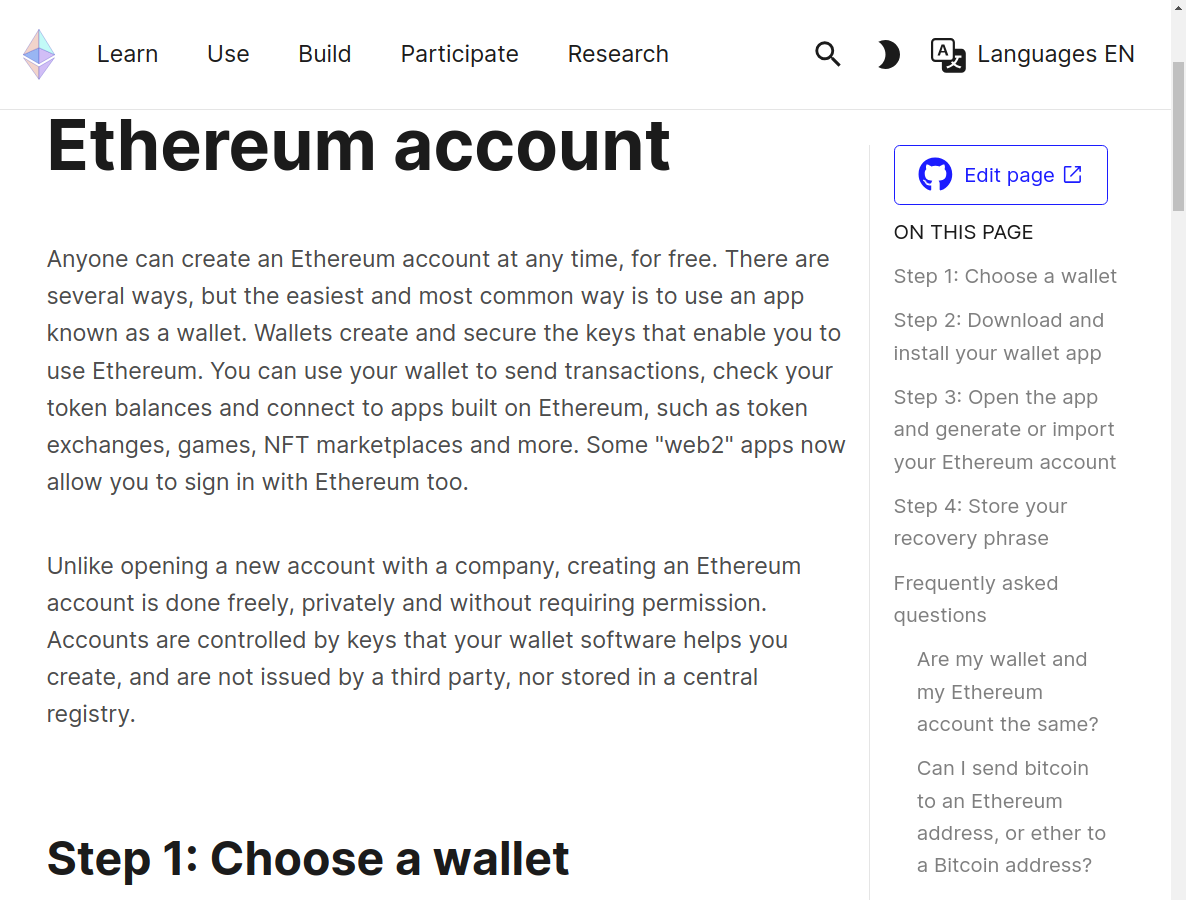 Learn
Use
Build
Participate
Research
Languages EN
Ethereum account
Anyone can create an Ethereum account at any time, for free. There are
several ways, but the easiest and most common way is to use an app
known as a wallet. Wallets create and secure the keys that enable you to
use Ethereum. You can use your wallet to send transactions, check your
token balances and connect to apps built on Ethereum, such as token
exchanges, games, NFT marketplaces and more. Some "web2" apps now
allow you to sign in with Ethereum too.
Unlike opening a new account with a company, creating an Ethereum
account is done freely, privately and without requiring permission.
Accounts are controlled by keys that your wallet software helps you
create, and are not issued by a third party, nor stored in a central
registry.
Step 1: Choose a wallet
Edit page
ON THIS PAGE
Step 1: Choose a wallet
Step 2: Download and
install your wallet app
Step 3: Open the app
and generate or import
your Ethereum account
Step 4: Store your
recovery phrase
Frequently asked
questions
Are my wallet and
my Ethereum
account the same?
Can I send bitcoin
to an Ethereum
address, or ether to
a Bitcoin address?